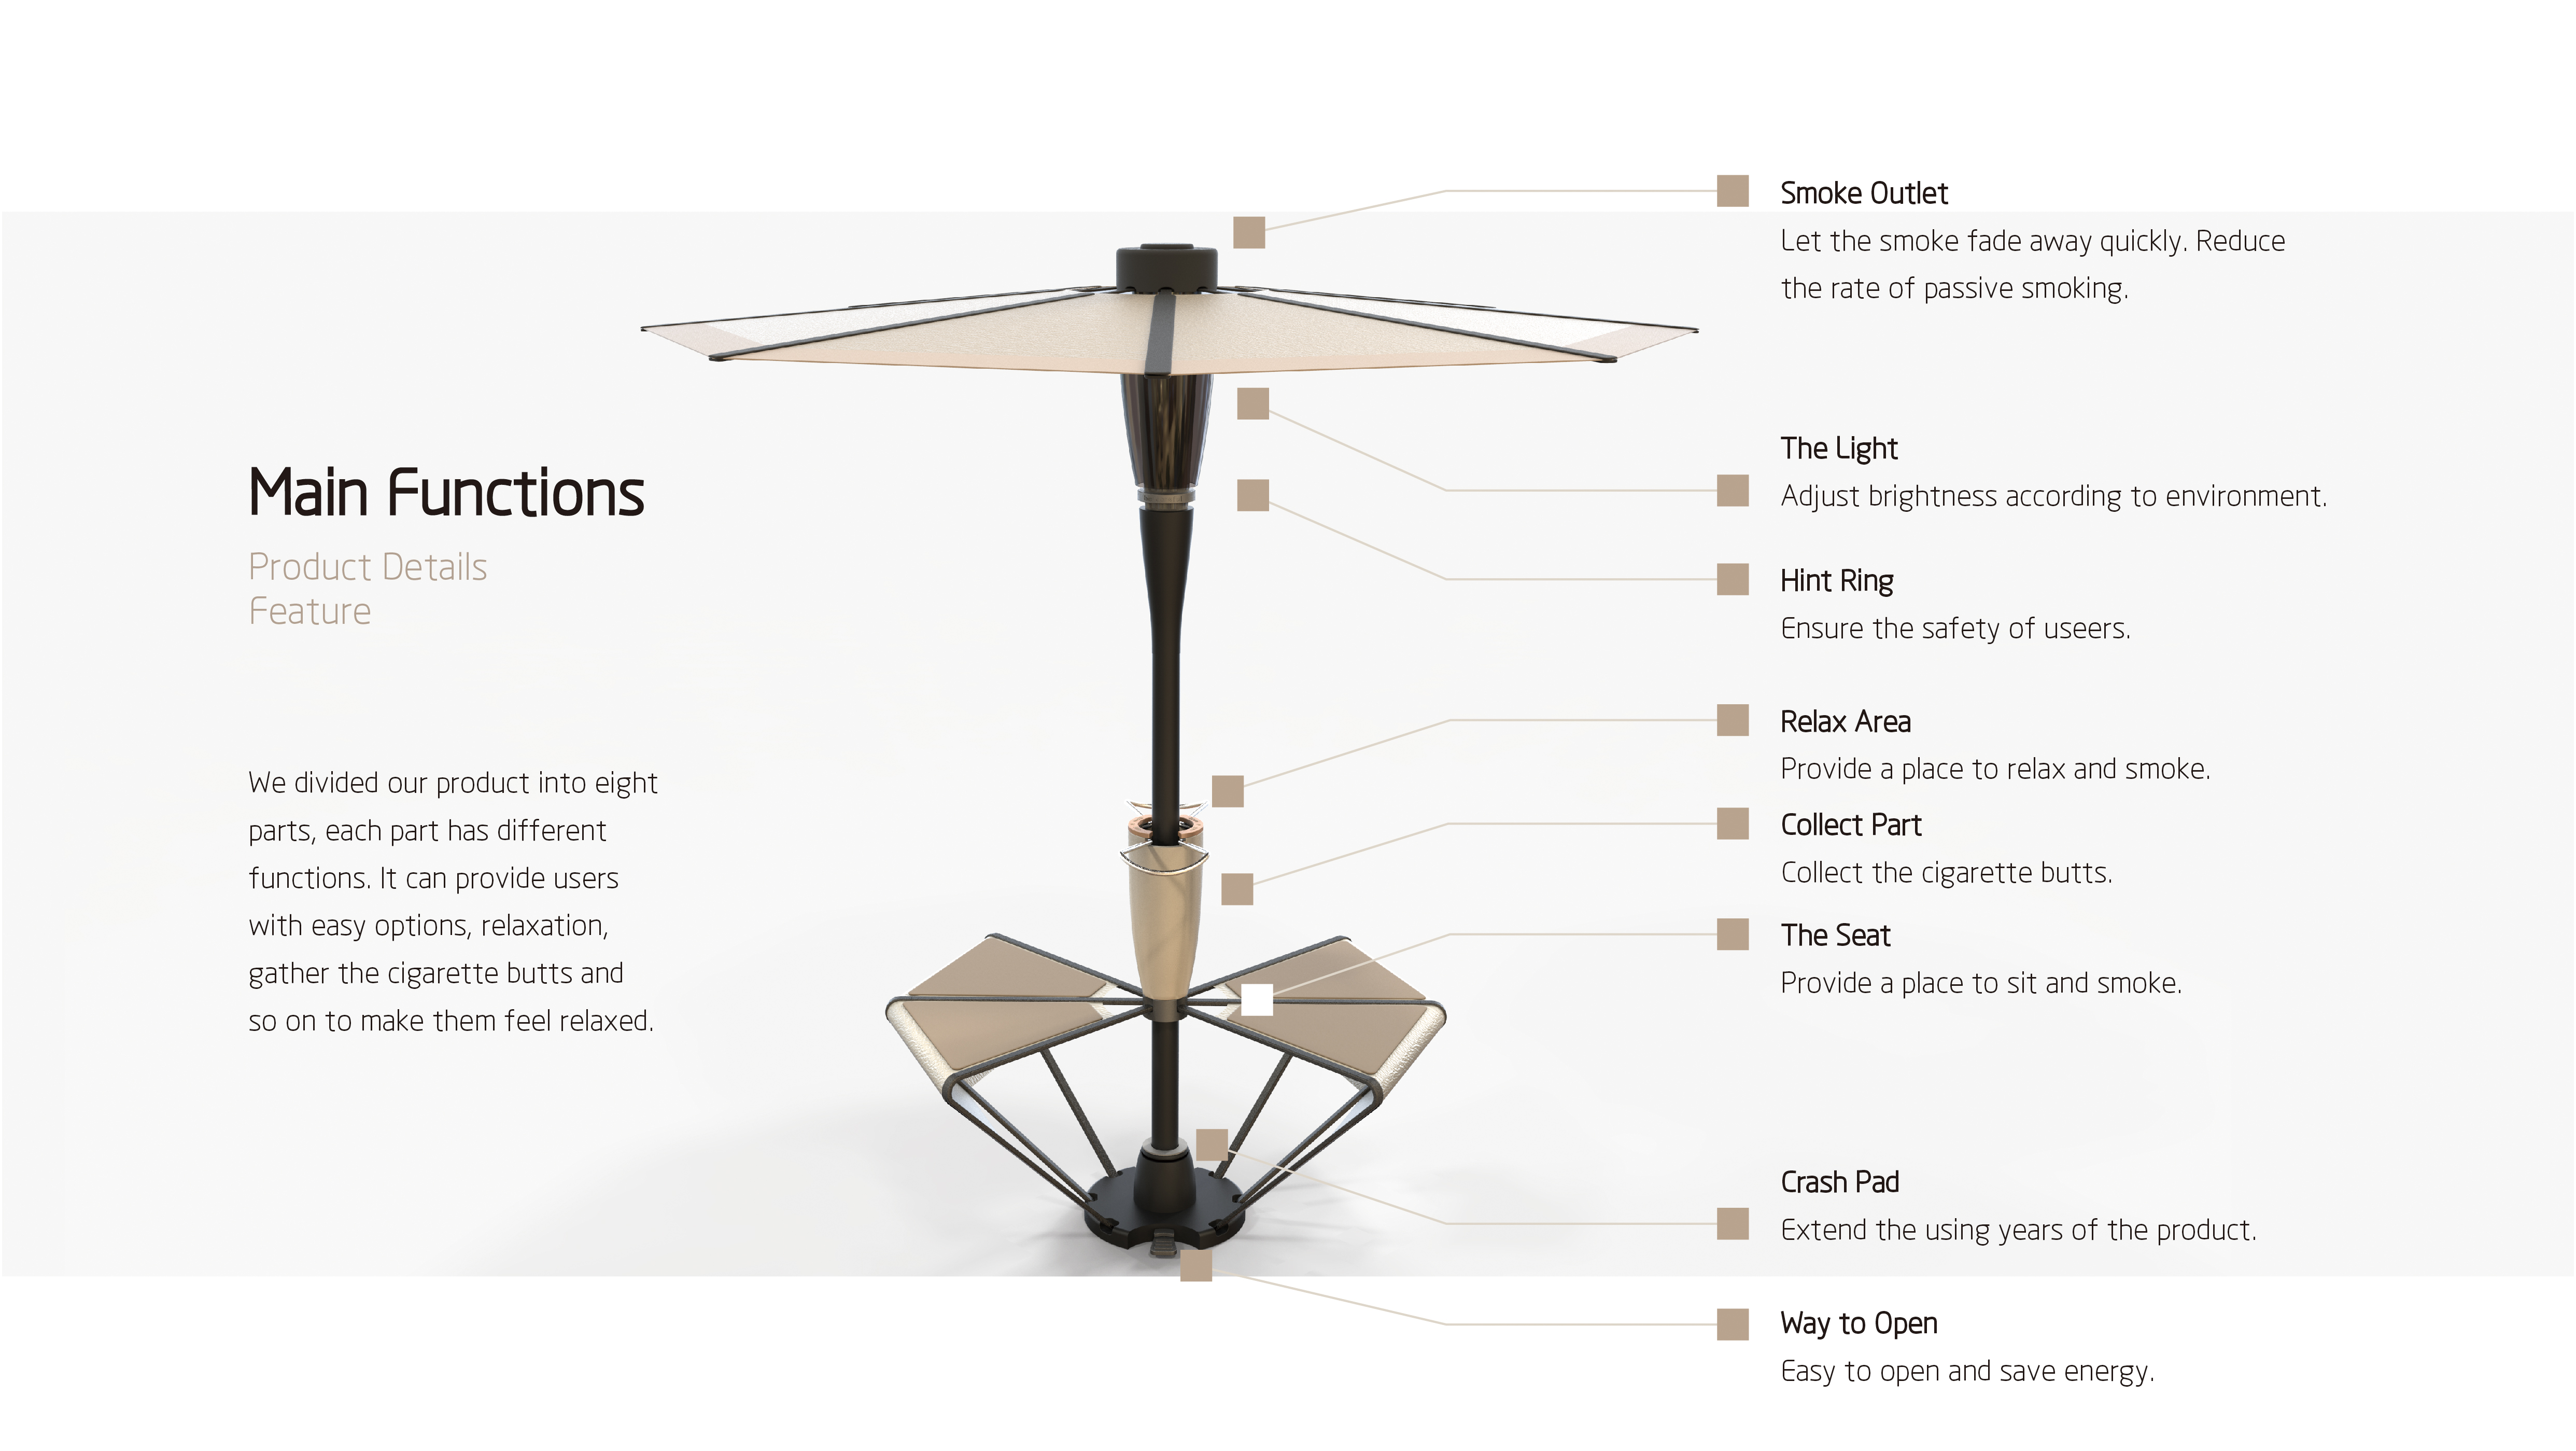 Main Functions
Product Details
Feature
We divided our product into eight
parts, each part has different
functions. It can provide users
with easy options, relaxation,
gather the cigarette butts and
so on to make them feel relaxed.
Smoke Outlet
Let the smoke fade away quickly. Reduce
the rate of passive smoking.
The Light
Adjust brightness according to environment.
Hint Ring
Ensure the safety of useers.
Relax Area
Provide a place to relax and smoke.
Collect Part
Collect the cigarette butts.
The Seat
Provide a place to sit and smoke.
Crash Pad
Extend the using years of the product.
Way to Open
Easy to open and save energy.